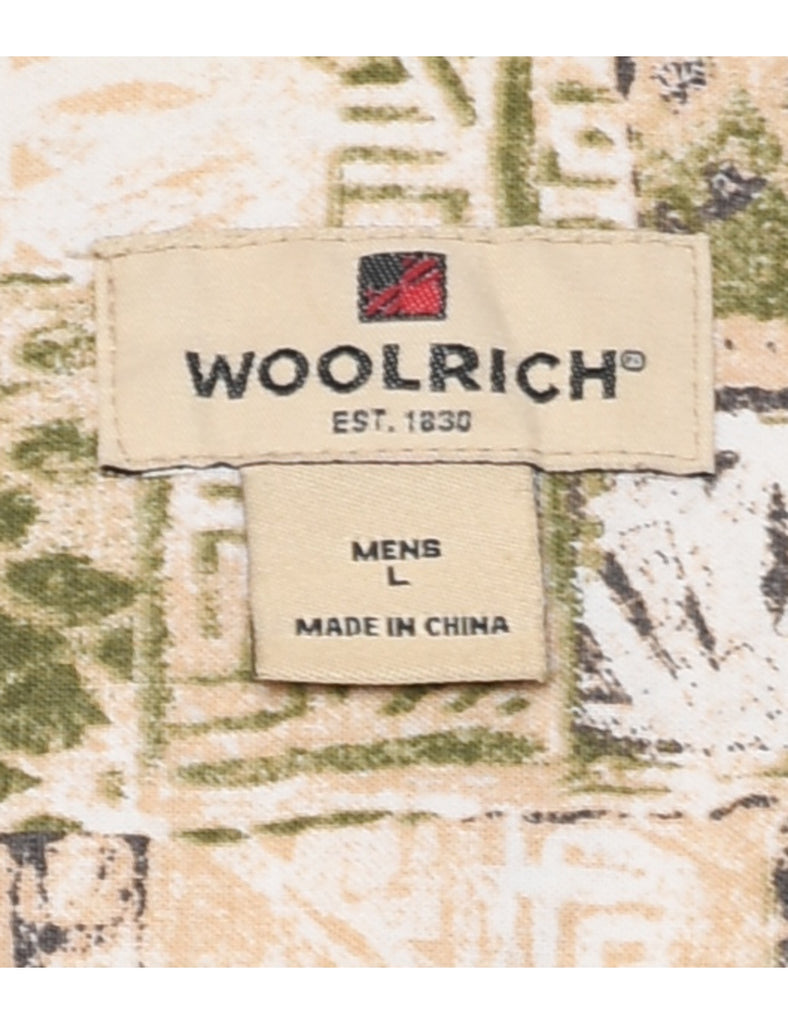 WOOLRICH®
EST. 1830
MENS
L
MADE IN CHINA